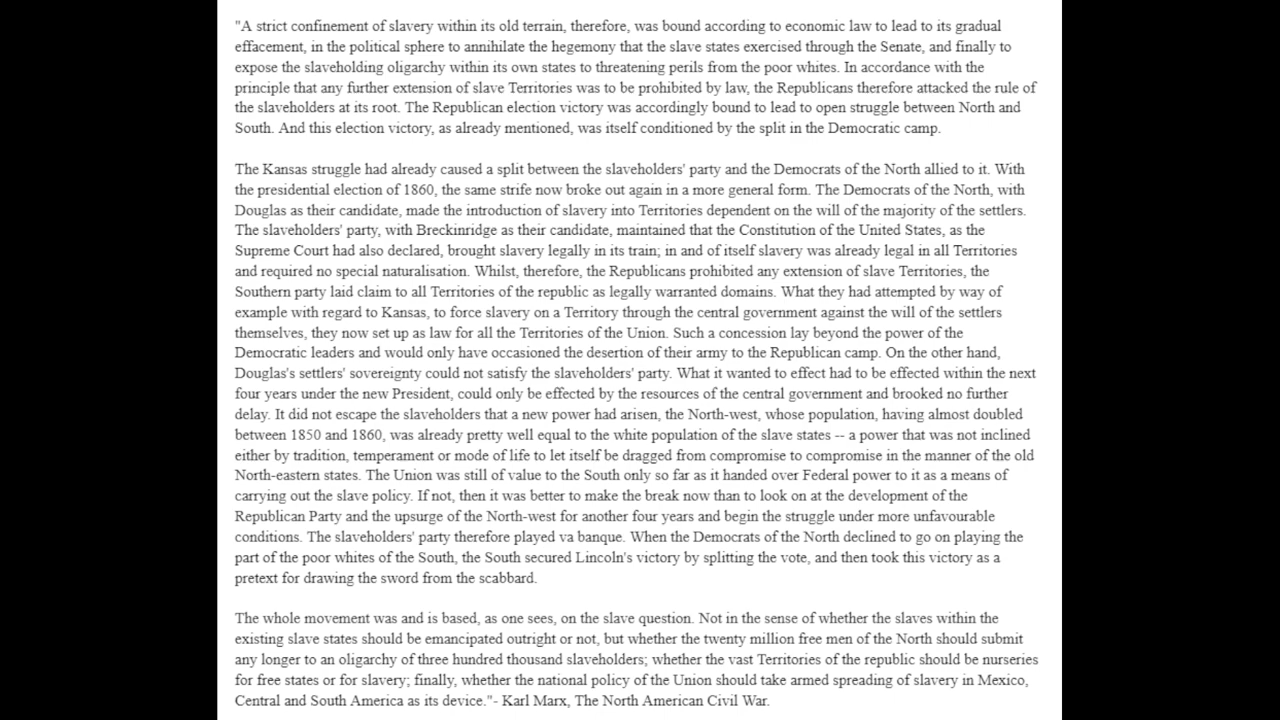 "A strict confinement of slavery within its old terrain, therefore, was bound according to economic law to lead to its gradual
effacement, in the political sphere to annihilate the hegemony that the slave states exercised through the Senate, and finally to
expose the slaveholding oligarchy within its own states to threatening perils from the poor whites. In accordance with the
principle that any further extension of slave Territories was to be prohibited by law, the Republicans therefore attacked the rule of
the slaveholders at its root. The Republican election victory was accordingly bound to lead to open struggle between North and
South. And this election victory, as already mentioned, was itself conditioned by the split in the Democratic camp.

The Kansas struggle had already caused a split between the slaveholders' party and the Democrats of the North allied to it. With
the presidential election of 1860, the same strife now broke out again in a more general form. The Democrats of the North, with
Douglas as their candidate, made the introduction of slavery into Territories dependent on the will of the majority of the settlers.
The slaveholders' party, with Breckinridge as their candidate, maintained that the Constitution of the United States, as the
Supreme Court had also declared, brought slavery legally in its train; in and of itself slavery was already legal in all Territories
and required no special naturalisation. Whilst, therefore, the Republicans prohibited any extension of slave Territories, the
Southern party laid claim to all Territories of the republic as legally warranted domains. What they had attempted by way of
example with regard to Kansas, to force slavery on a Territory through the central government against the will of the settlers
themselves, they now set up as law for all the Territories of the Union. Such a concession lay beyond the power of the
Democratic leaders and would only have occasioned the desertion of their army to the Republican camp. On the other hand,
Douglas's settlers' sovereignty could not satisfy the slaveholders' party. What it wanted to effect had to be effected within the next
four years under the new President, could only be effected by the resources of the central government and brooked no further
delay. It did not escape the slaveholders that a new power had arisen, the North-west, whose population, having almost doubled
between 1850 and 1860, was already pretty well equal to the white population of the slave states -- a power that was not inclined
either by tradition, temperament or mode of life to let itself be dragged from compromise to compromise in the manner of the old
North-eastern states. The Union was still of value to the South only so far as it handed over Federal power to it as a means of
carrying out the slave policy. If not, then it was better to make the break now than to look on at the development of the
Republican Party and the upsurge of the North-west for another four years and begin the struggle under more unfavourable
conditions. The slaveholders' party therefore played va banque. When the Democrats of the North declined to go on playing the
part of the poor whites of the South, the South secured Lincoln's victory by splitting the vote, and then took this victory as a
pretext for drawing the sword from the scabbard.

The whole movement was and is based, as one sees, on the slave question. Not in the sense of whether the slaves within the
existing slave states should be emancipated outright or not, but whether the twenty million free men of the North should submit
any longer to an oligarchy of three hundred thousand slaveholders; whether the vast Territories of the republic should be nurseries
for free states or for slavery; finally, whether the national policy of the Union should take armed spreading of slavery in Mexico,
Central and South America as its device."- Karl Marx, The North American Civil War.